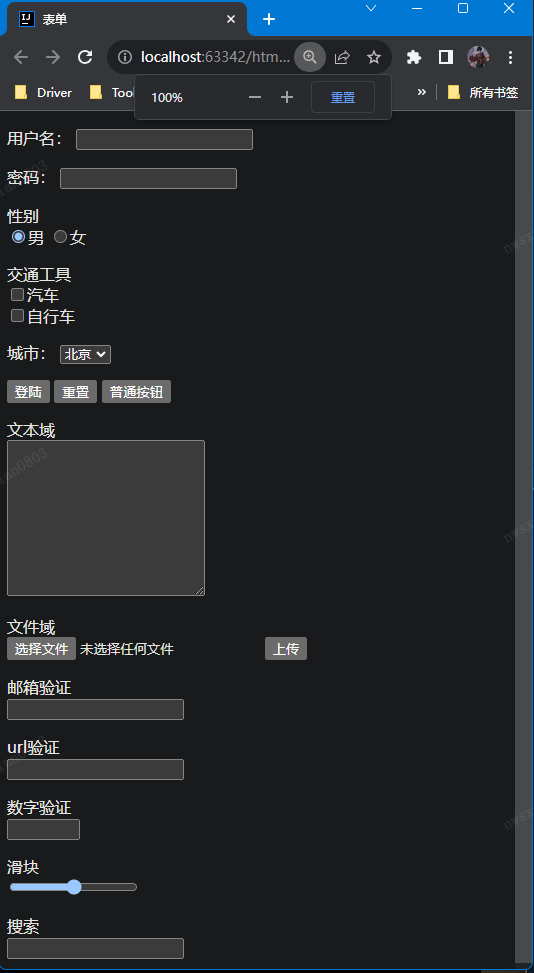 表单
localhost:63342/htm...
100%
重置
Driver
Tool
所有书签
用户名：
密码：
性别
男 女
交通工具
汽车
自行车
城市： 北京
登陆 重置 普通按钮
文本域
文件域
选择文件 未选择任何文件 上传
邮箱验证
url验证
数字验证
滑块
搜索